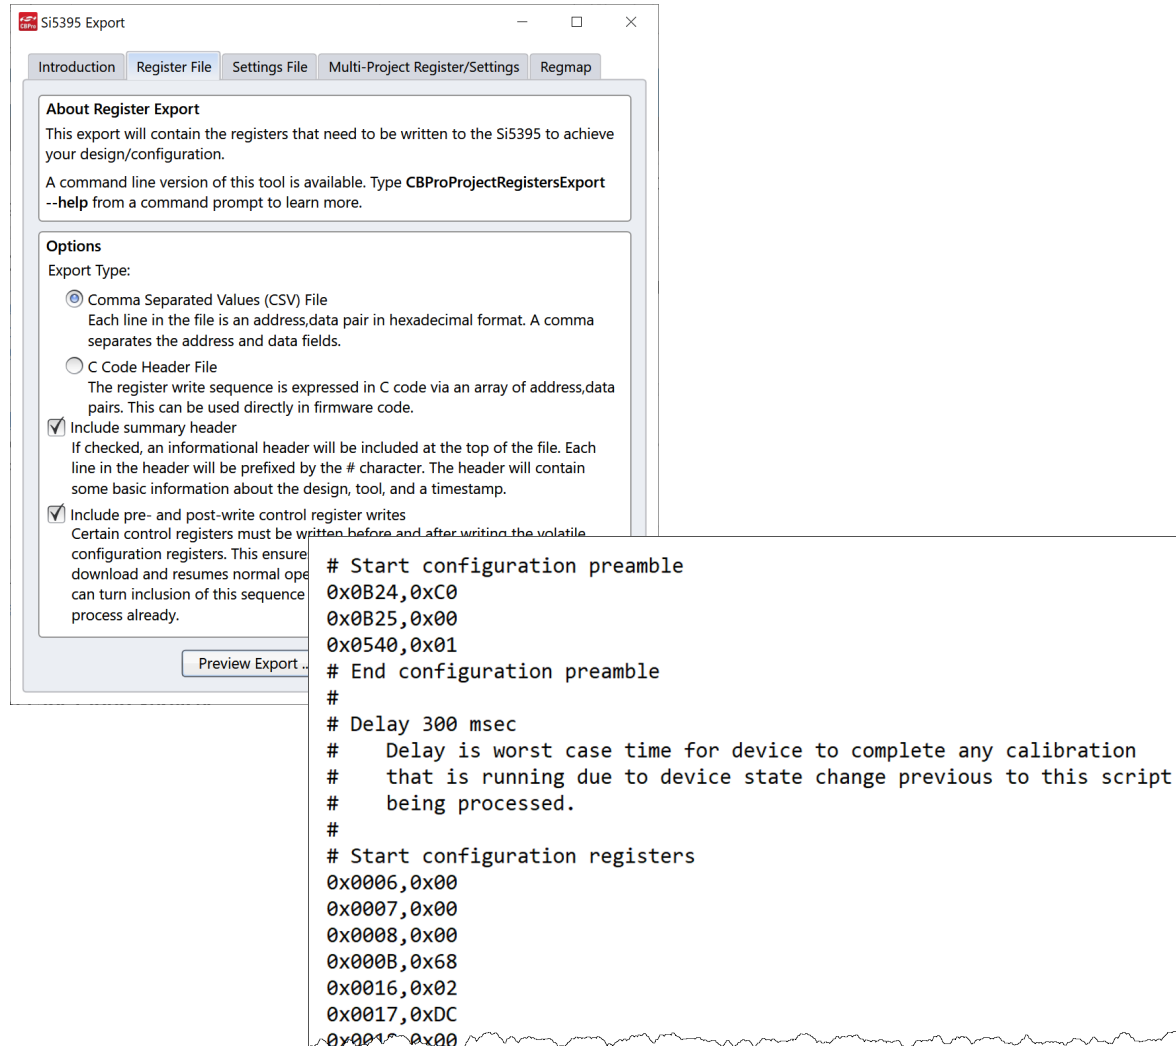 CBPro
Si5395 Export
Introduction
Register File
Settings File
Multi-Project Register/Settings
Regmap
About Register Export
This export will contain the registers that need to be written to the Si5395 to achieve
your design/configuration.
A command line version of this tool is available. Type CBProProjectRegistersExport
--help from a command prompt to learn more.
Options
Export Type:
Comma Separated Values (CSV) File
Each line in the file is an address,data pair in hexadecimal format. A comma
separates the address and data fields.
C Code Header File
The register write sequence is expressed in C code via an array of address,data
pairs. This can be used directly in firmware code.
Include summary header
If checked, an informational header will be included at the top of the file. Each
line in the header will be prefixed by the # character. The header will contain
some basic information about the design, tool, and a timestamp.
Include pre- and post-write control register writes
Certain control registers must be written before and after writing the volatile
configuration registers. This ensure
download and resumes normal ope
can turn inclusion of this sequence
process already.
Preview Export ..
# Start configuration preamble
0x0B24,0xC0
0x0B25,0x00
0x0540,0x01
# End configuration preamble
#
# Delay 300 msec
#    Delay is worst case time for device to complete any calibration
#    that is running due to device state change previous to this script
#    being processed.
#
# Start configuration registers
0x0006,0x00
0x0007,0x00
0x0008,0x00
0x000B,0x68
0x0016,0x02
0x0017,0xDC